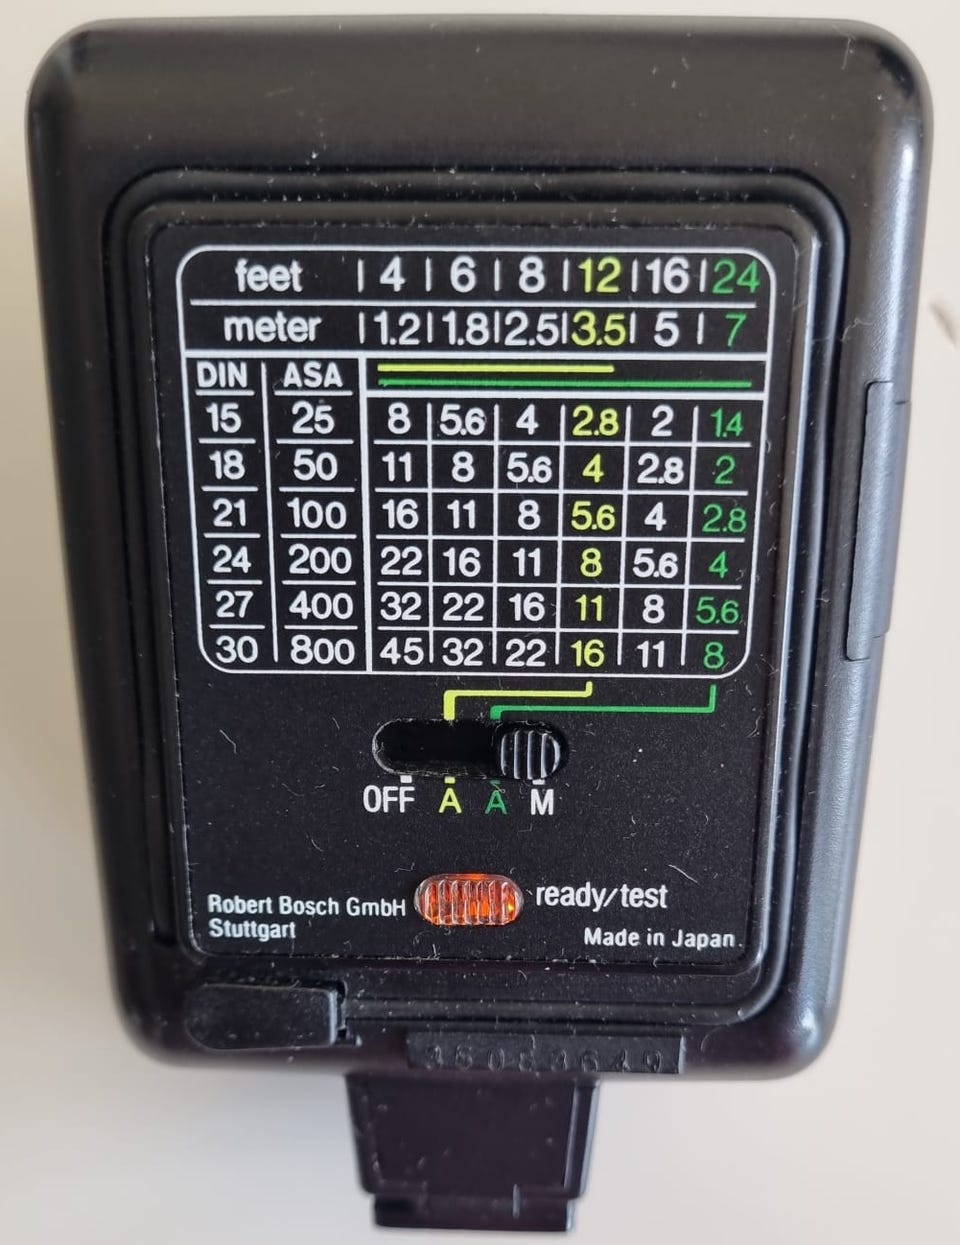 feet | 4 | 6 | 8 | 12 | 16 | 24
meter | 1.2 | 1.8 | 2.5 | 3.5 | 5 | 7
DIN | ASA
15 | 25 | 8 | 5.6 | 4 | 2.8 | 2 | 1.4
18 | 50 | 11 | 8 | 5.6 | 4 | 2.8 | 2
21 | 100 | 16 | 11 | 8 | 5.6 | 4 | 2.8
24 | 200 | 22 | 16 | 11 | 8 | 5.6 | 4
27 | 400 | 32 | 22 | 16 | 11 | 8 | 5.6
30 | 800 | 45 | 32 | 22 | 16 | 11 | 8
OFF A A M
ready/test
Robert Bosch GmbH
Stuttgart
Made in Japan